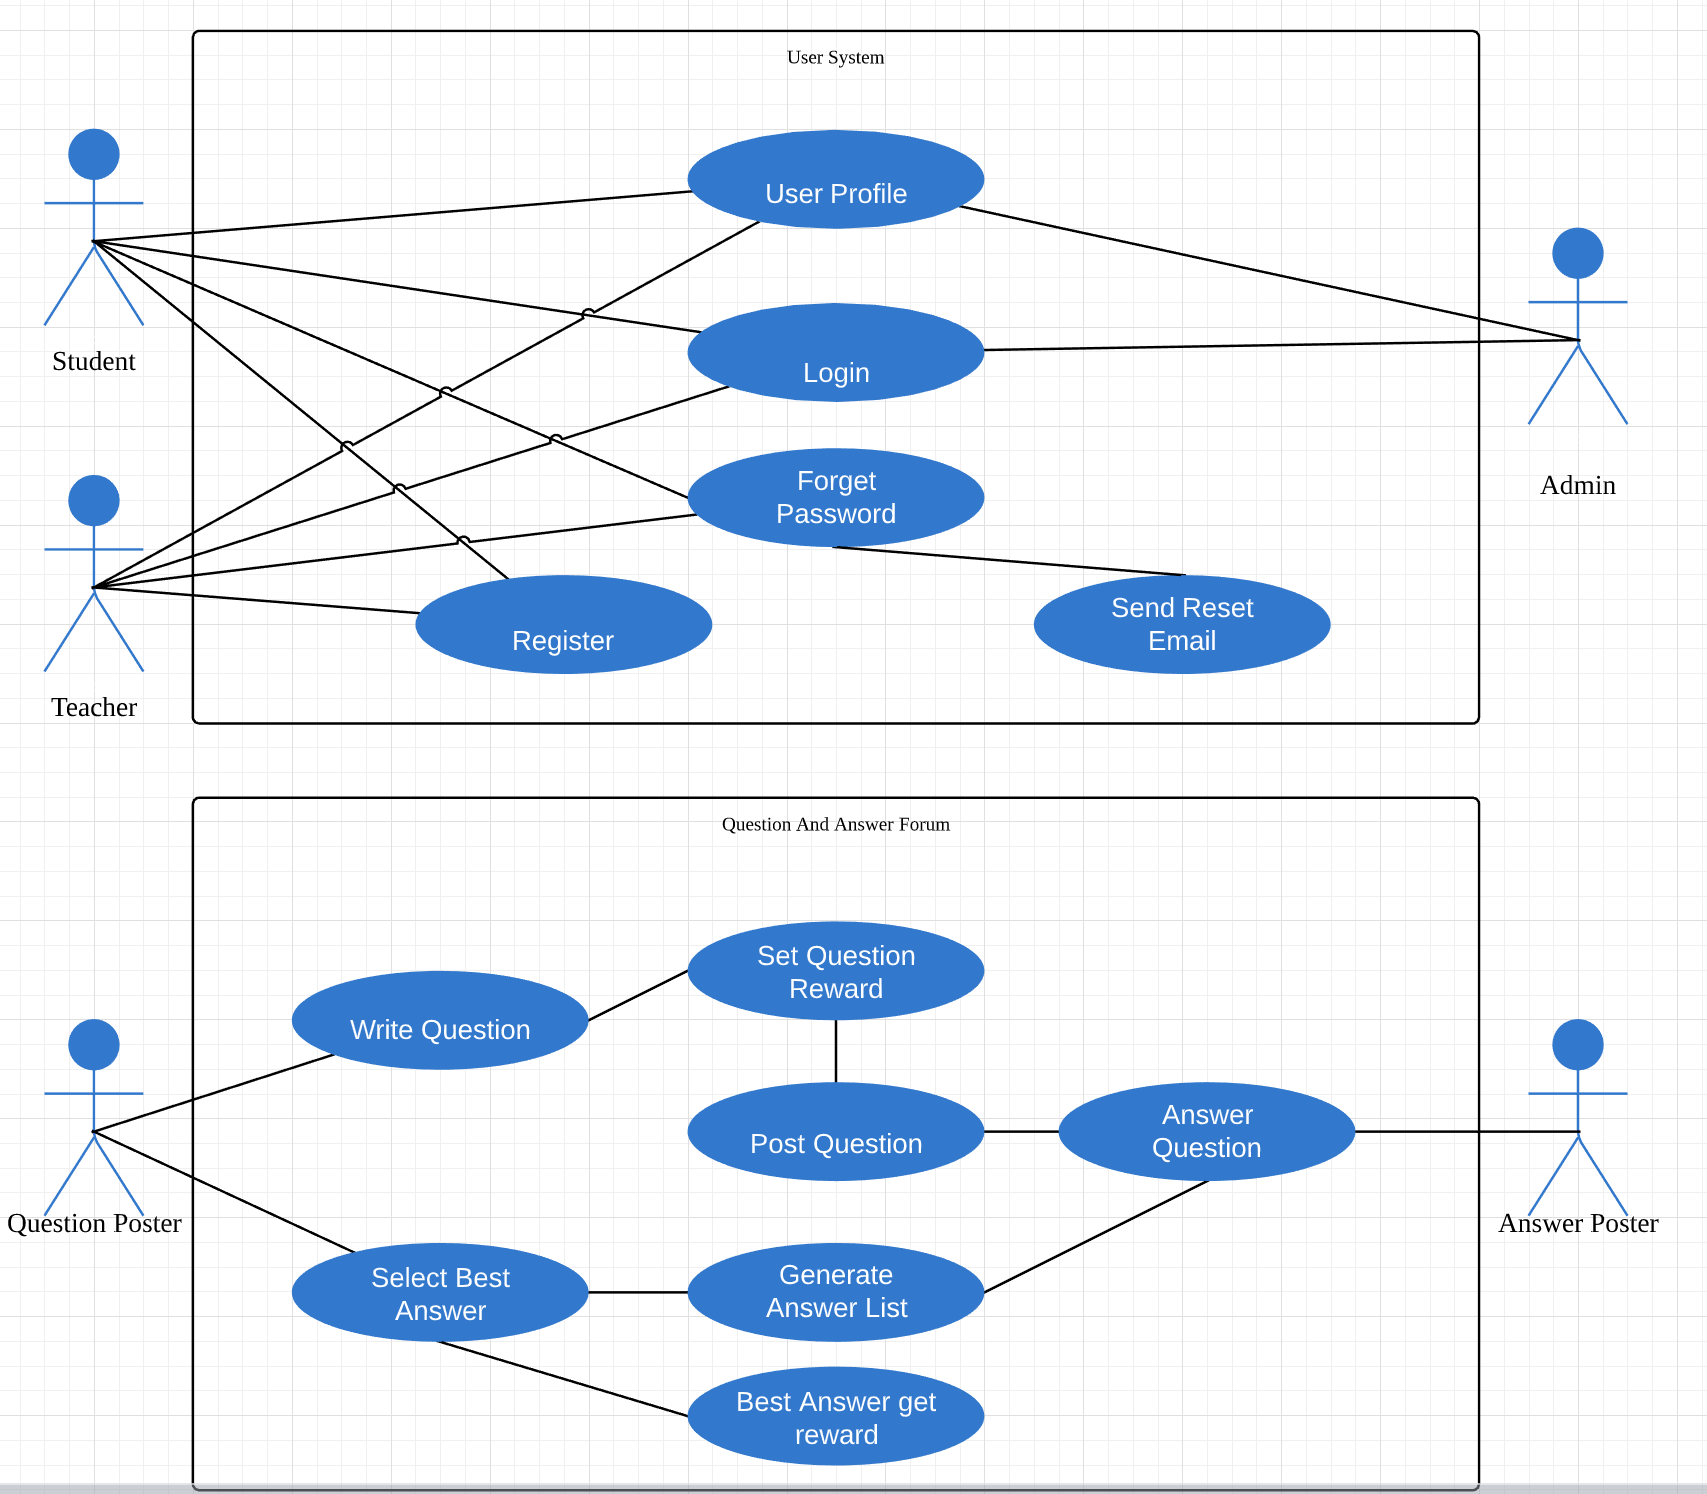 User System
User Profile
Student
Login
Forget
Password
Admin
Send Reset
Email
Register
Teacher
Question And Answer Forum
Set Question
Reward
Write Question
Answer
Question
Post Question
Question Poster
Answer Poster
Select Best
Answer
Generate
Answer List
Best Answer get
reward